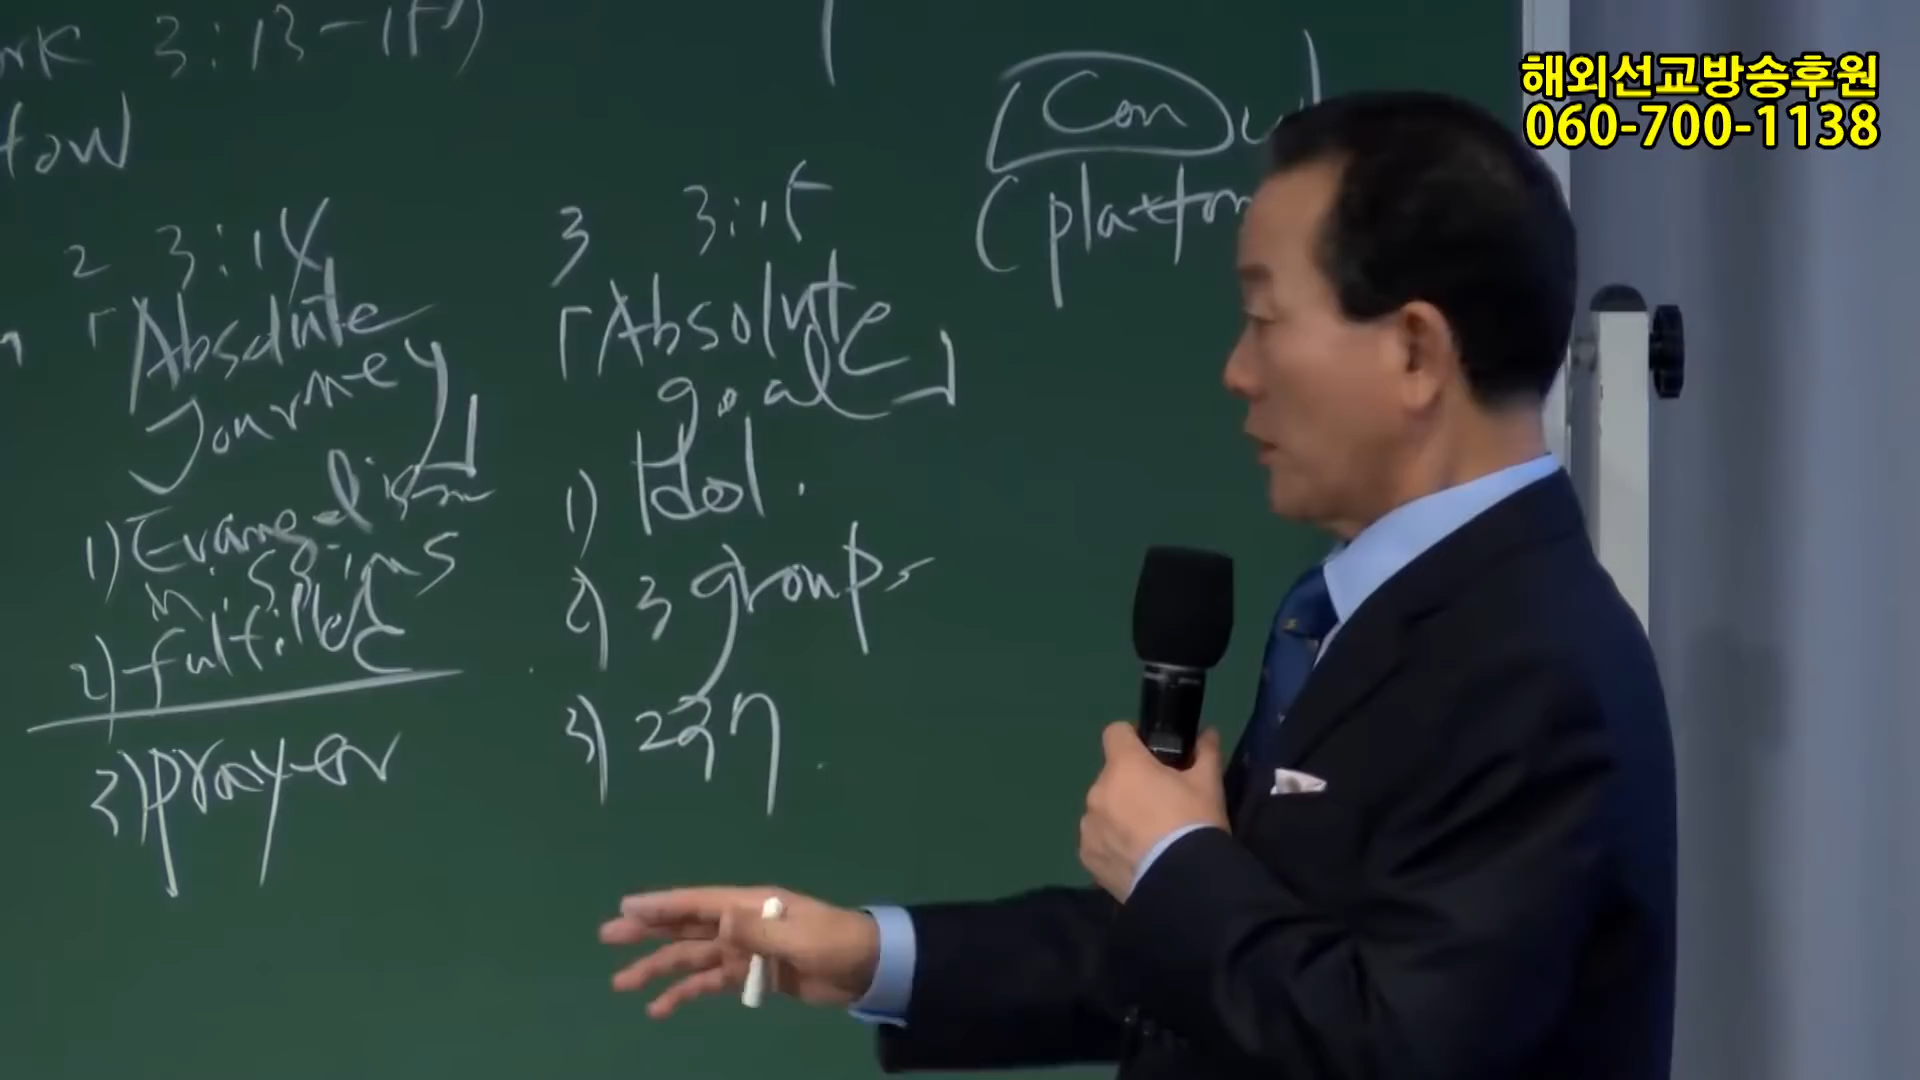 해외선교방송후원
060-700-1138
3:13-15)
2 3:14
「Absolute
Journey」
1) Evangelism
2) fulfilled
3) prayer
3 3:15
「Absolute
goal」
1) Idol.
2) 3 groups
3) 237
Con
(platfor